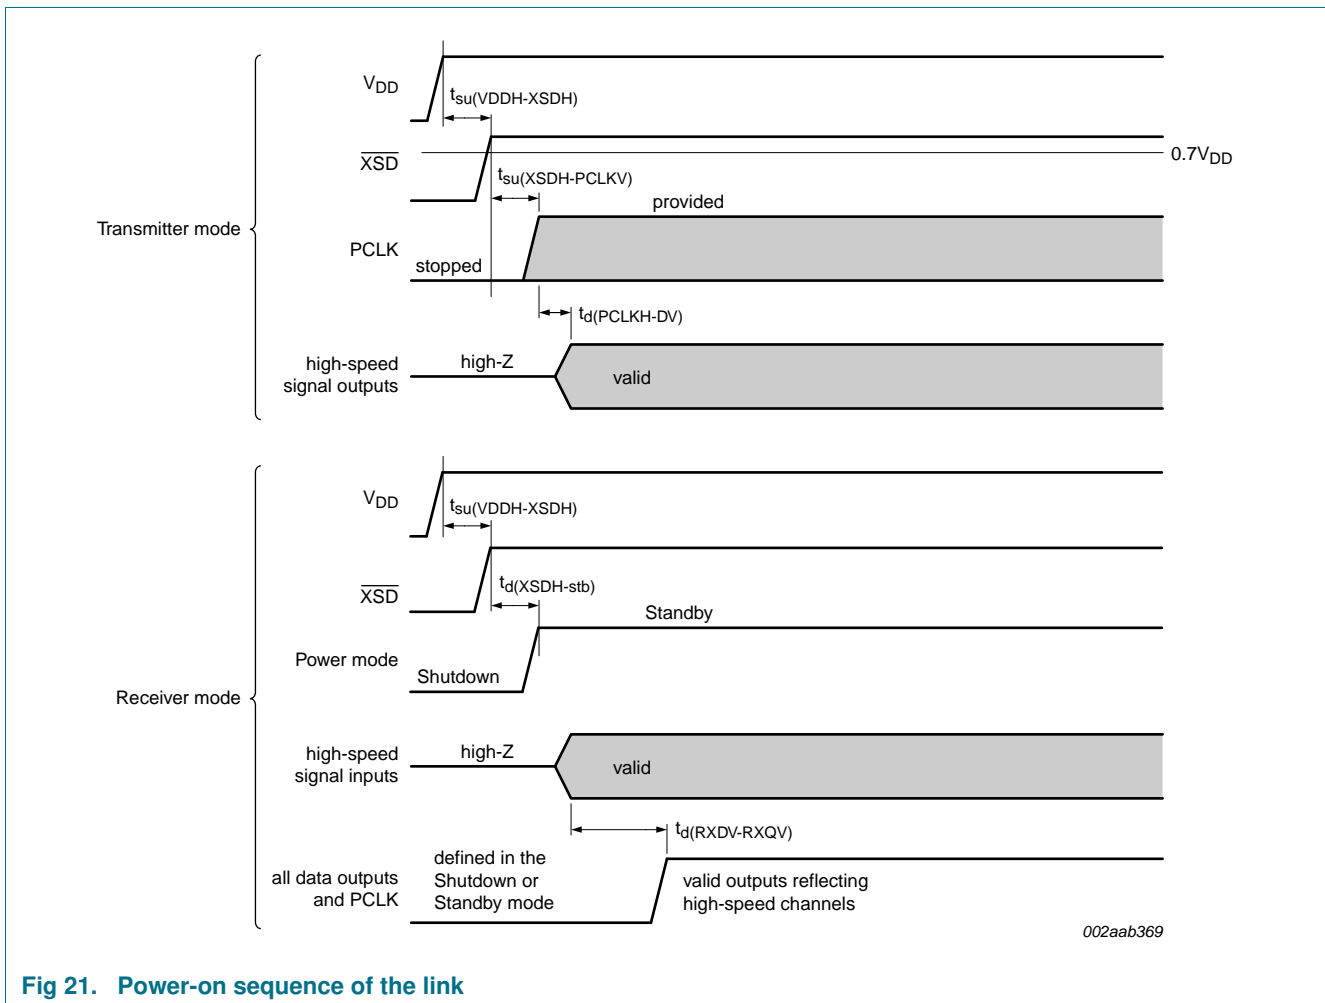 VDD
tsu(VDDH-XSDH)
XSD
0.7VDD
tsu(XSDH-PCLKV)
provided
Transmitter mode
PCLK
stopped
td(PCLKH-DV)
high-speed
signal outputs
high-Z
valid
VDD
tsu(VDDH-XSDH)
XSD
td(XSDH-stb)
Standby
Power mode
Shutdown
Receiver mode
high-speed
signal inputs
high-Z
valid
td(RXDV-RXQV)
all data outputs
and PCLK
defined in the
Shutdown or
Standby mode
valid outputs reflecting
high-speed channels
002aab369
Fig 21. Power-on sequence of the link